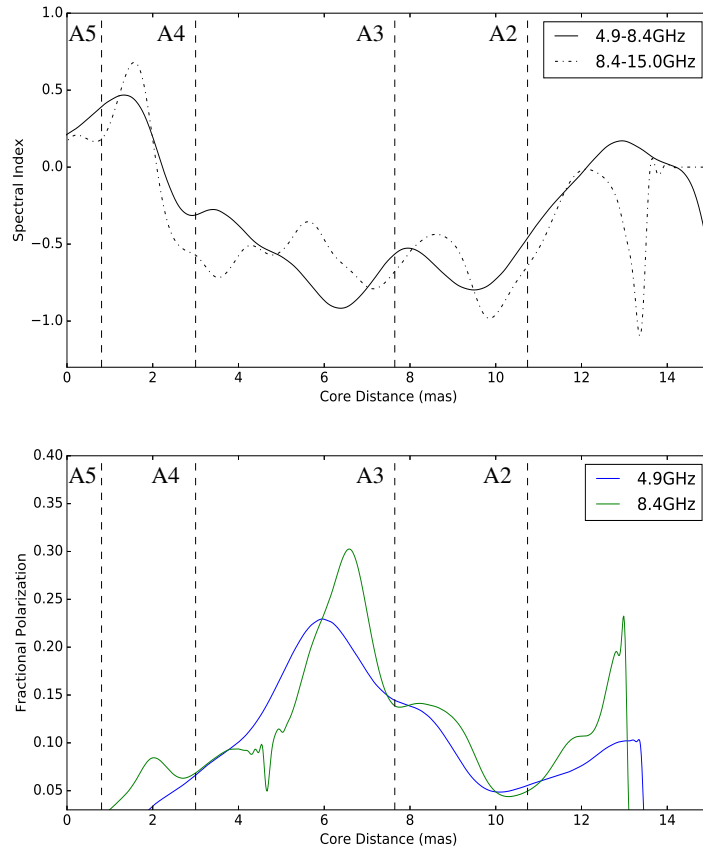 A5 A4 A3 A2
4.9-8.4GHz
8.4-15.0GHz
1.0
0.5
0.0
−0.5
−1.0
Spectral Index
0 2 4 6 8 10 12 14
Core Distance (mas)
A5 A4 A3 A2
4.9GHz
8.4GHz
0.40
0.35
0.30
0.25
0.20
0.15
0.10
0.05
Fractional Polarization
0 2 4 6 8 10 12 14
Core Distance (mas)